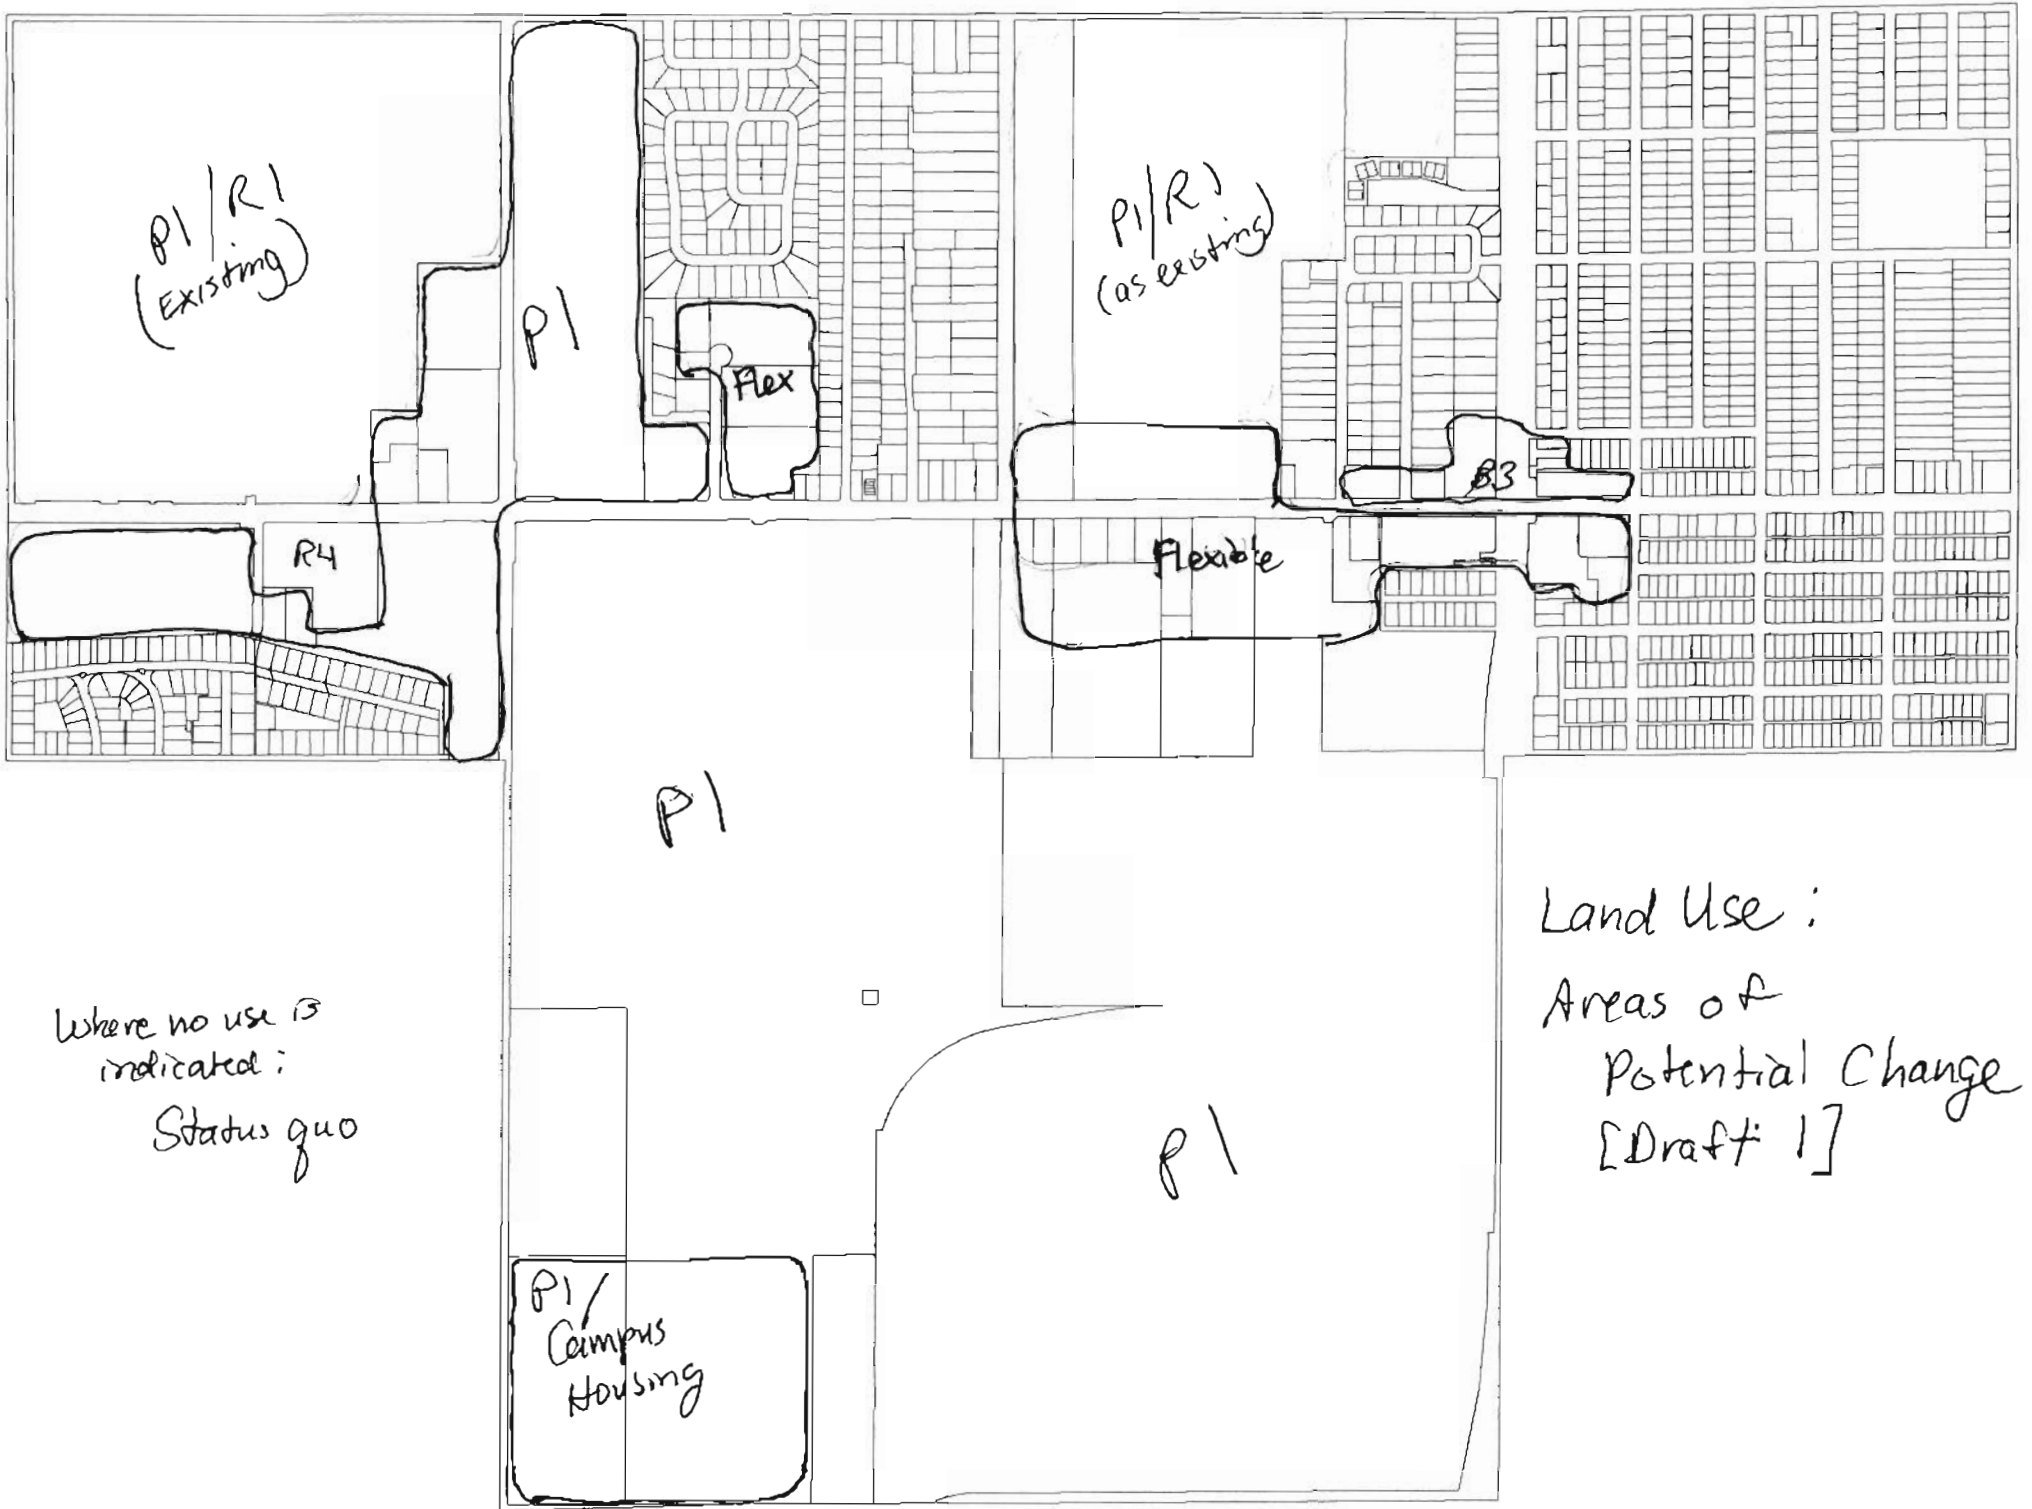 P1/R1
(Existing)
P1
Flex
P1/R1
(as existing)
B3
R4
Flexible
P1
Where no use is
indicated:
Status quo
Land Use:
Areas of
Potential Change
[Draft 1]
P1
P1/
Campus
Housing